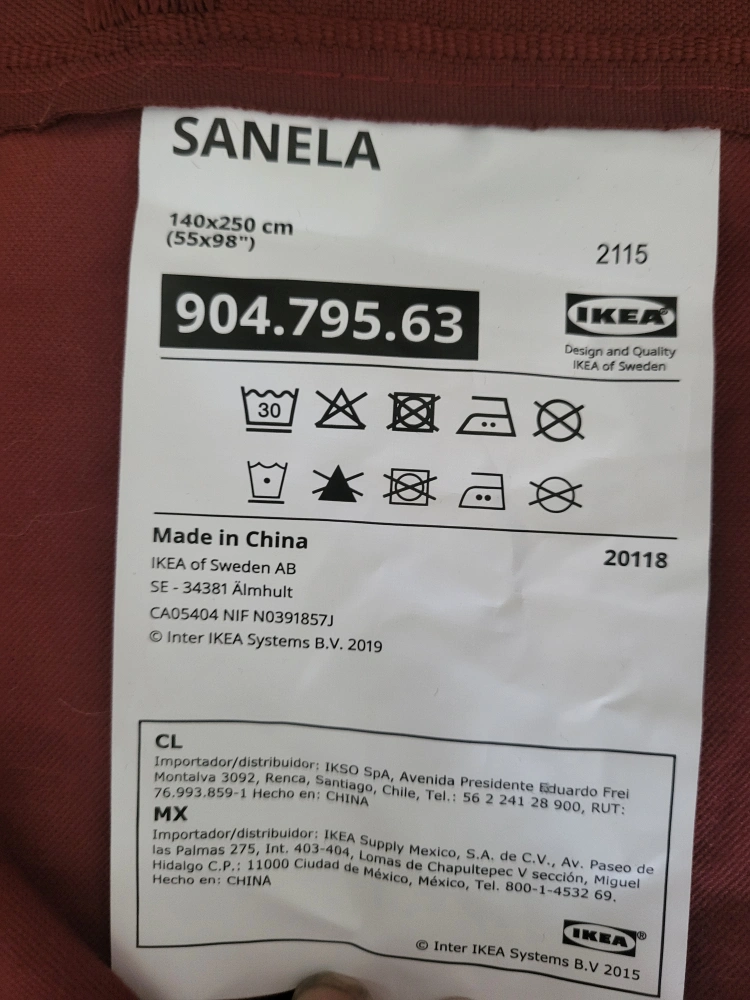 SANELA
140x250 cm
(55x98")
2115
904.795.63
IKEA®
Design and Quality
IKEA of Sweden
30
Made in China
20118
IKEA of Sweden AB
SE - 34381 Älmhult
CA05404 NIF N0391857J
© Inter IKEA Systems B.V. 2019
CL
Importador/distribuidor: IKSO SpA, Avenida Presidente Eduardo Frei
Montalva 3092, Renca, Santiago, Chile, Tel.: 56 2 241 28 900, RUT:
76.993.859-1 Hecho en: CHINA
MX
Importador/distribuidor: IKEA Supply Mexico, S.A. de C.V., Av. Paseo de
las Palmas 275, Int. 403-404, Lomas de Chapultepec V sección, Miguel
Hidalgo C.P.: 11000 Ciudad de México, México, Tel. 800-1-4532 69.
Hecho en: CHINA
IKEA®
© Inter IKEA Systems B.V 2015